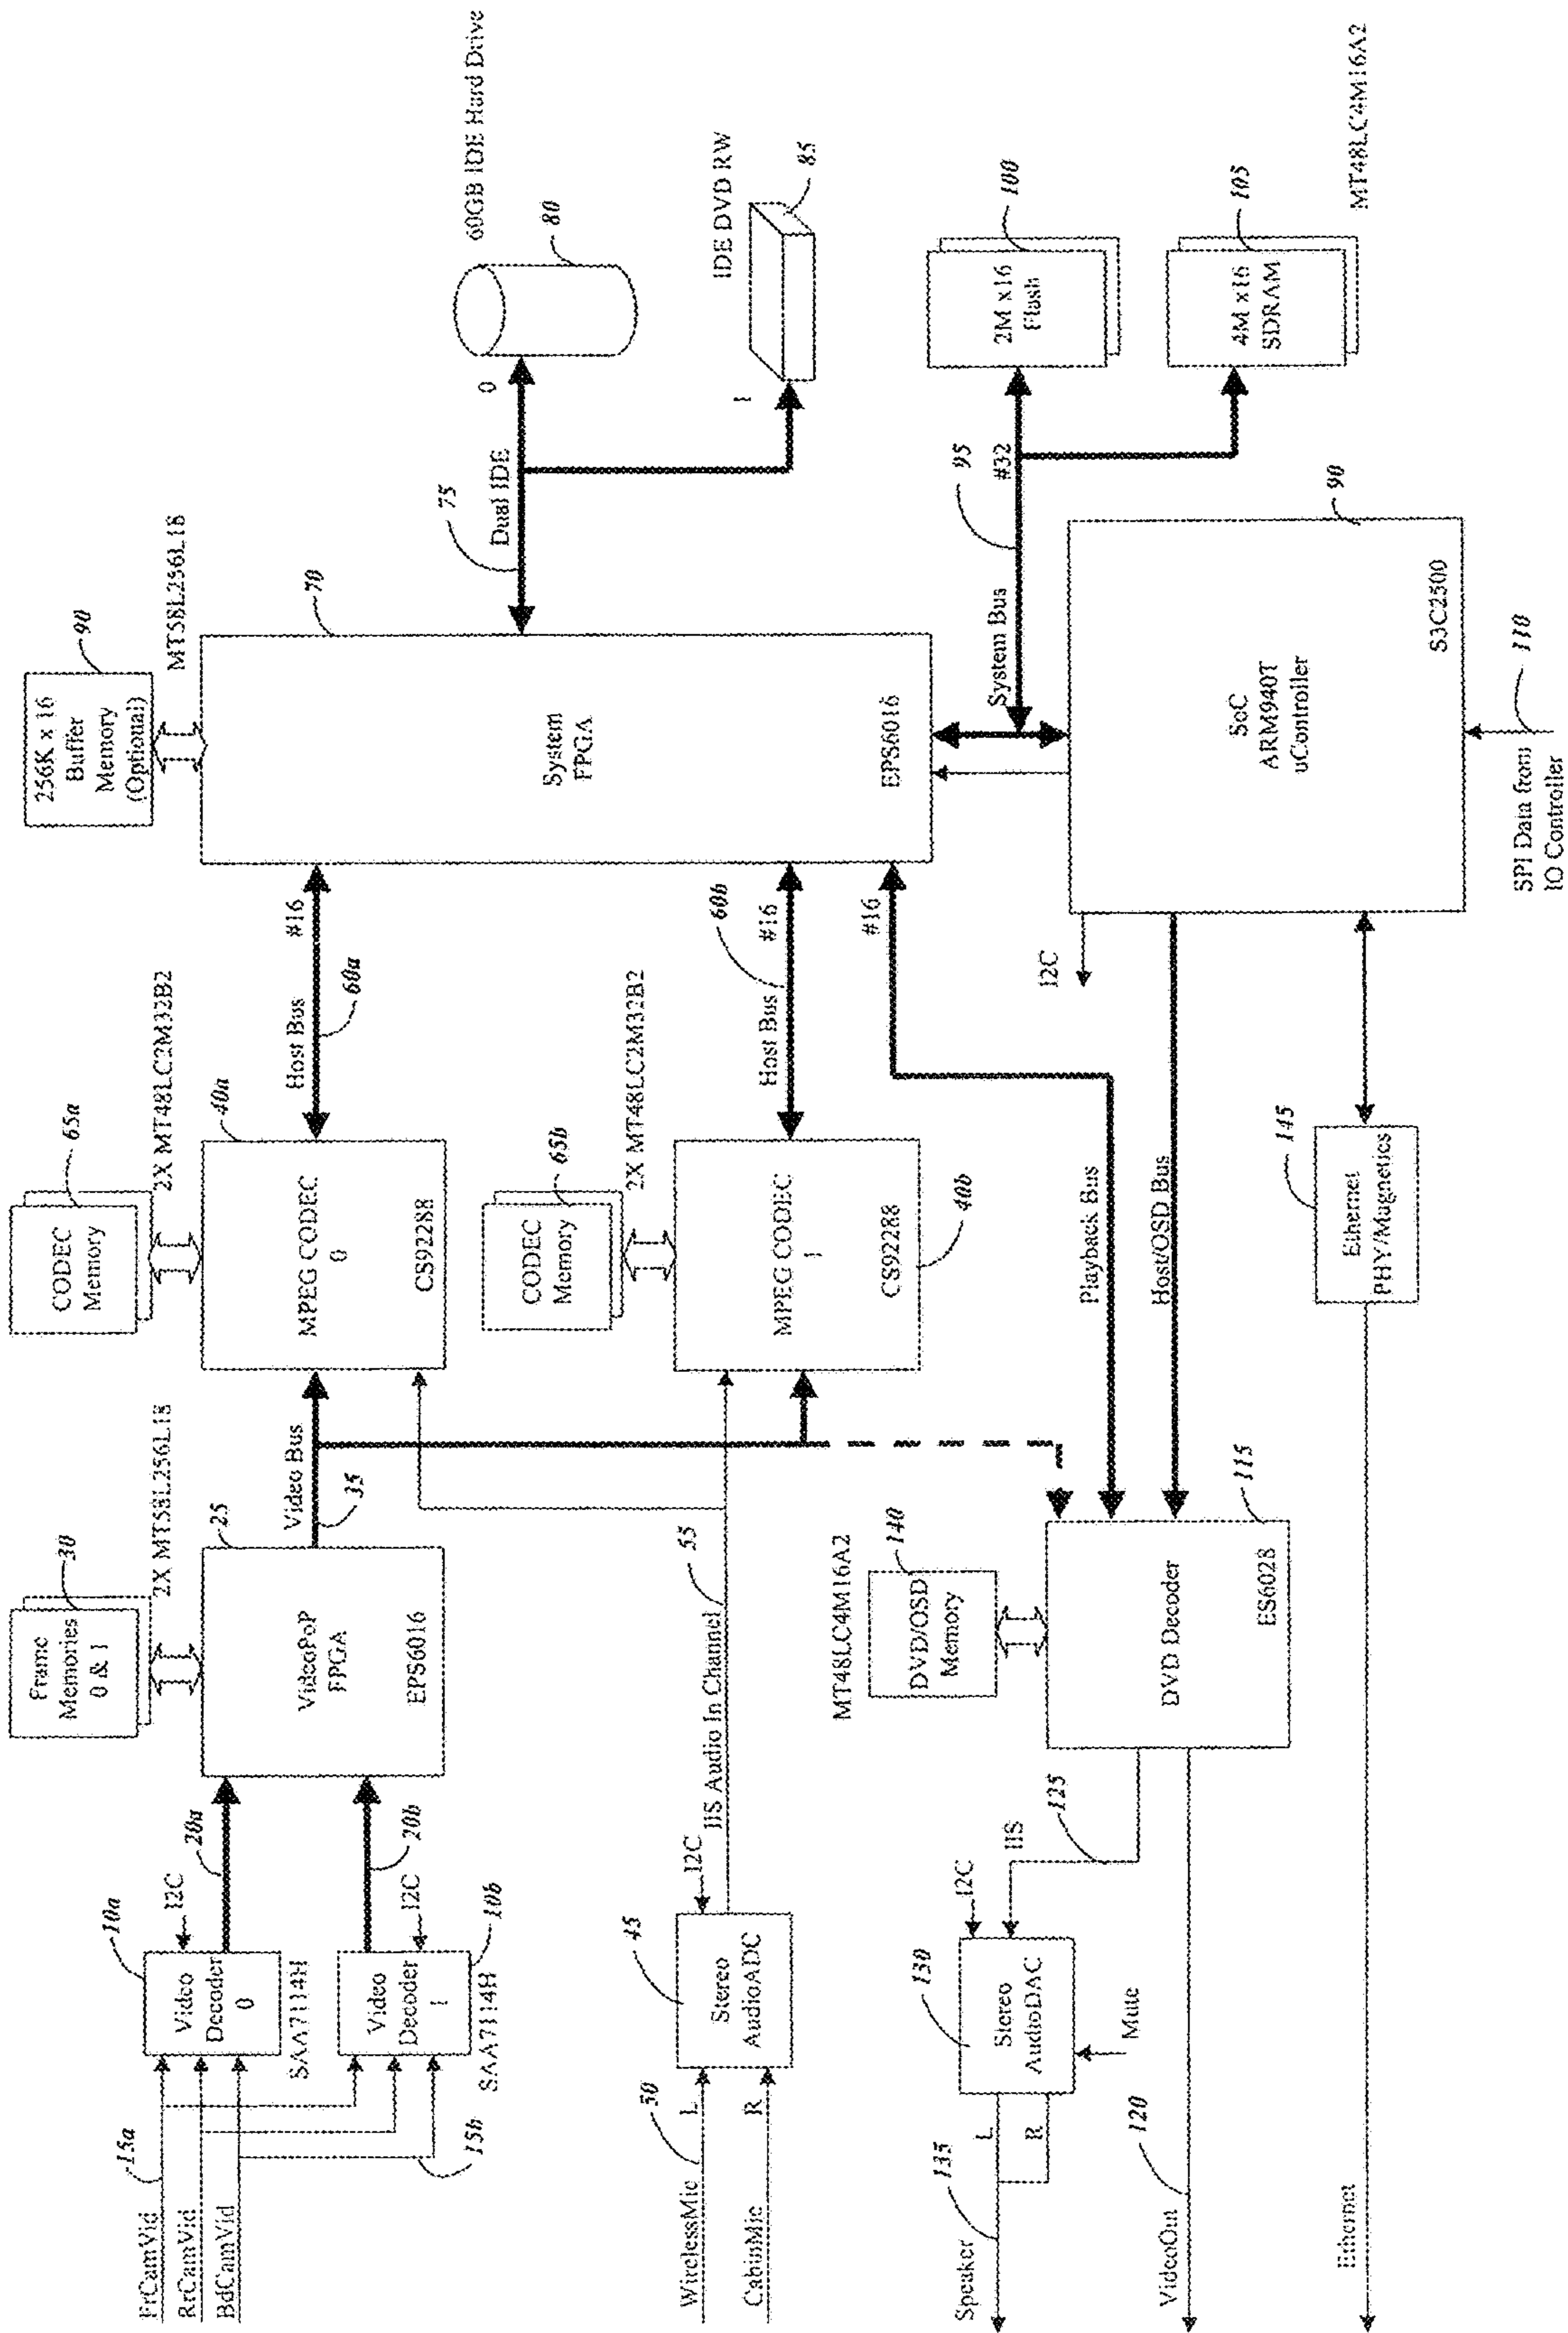 FrCamVid
RrCamVid
BdCamVid
15a
15b
10a
Video
Decoder
0
SAA7114H
I2C
20a
Video
Decoder
1
SAA7114H
10b
I2C
20b
Frame
Memories
0 & 1
30
2X MT58L256L18
25
VideoPoP
FPGA
EPS6016
Video Bus
35
CODEC
Memory
65a
2X MT48LC2M32B2
40a
MPEG CODEC
0
CS92288
Host Bus
#16
60a
CODEC
Memory
65b
2X MT48LC2M32B2
MPEG CODEC
1
CS92288
40b
Host Bus
#16
60b
256K x 16
Buffer
Memory
(Optional)
90
MT58L256L18
70
System
FPGA
EPS6016
#16
75
Dual IDE
0
60GB IDE Hard Drive
80
1
IDE DVD RW
85
WirelessMic
CabinMic
50
L
R
45
Stereo
AudioADC
I2C
IIS Audio In Channel
55
System Bus
95
#32
2M x16
Flash
100
4M x16
SDRAM
105
MT48LC4M16A2
90
SoC
ARM940T
uController
S3C2500
SPI Data from
IO Controller
110
I2C
Playback Bus
Host/OSD Bus
MT48LC4M16A2
DVD/OSD
Memory
140
DVD Decoder
ES6028
115
125
IIS
I2C
130
Stereo
AudioDAC
Mute
L
R
135
Speaker
VideoOut
120
145
Ethernet
PHY/Magnetics
Ethernet